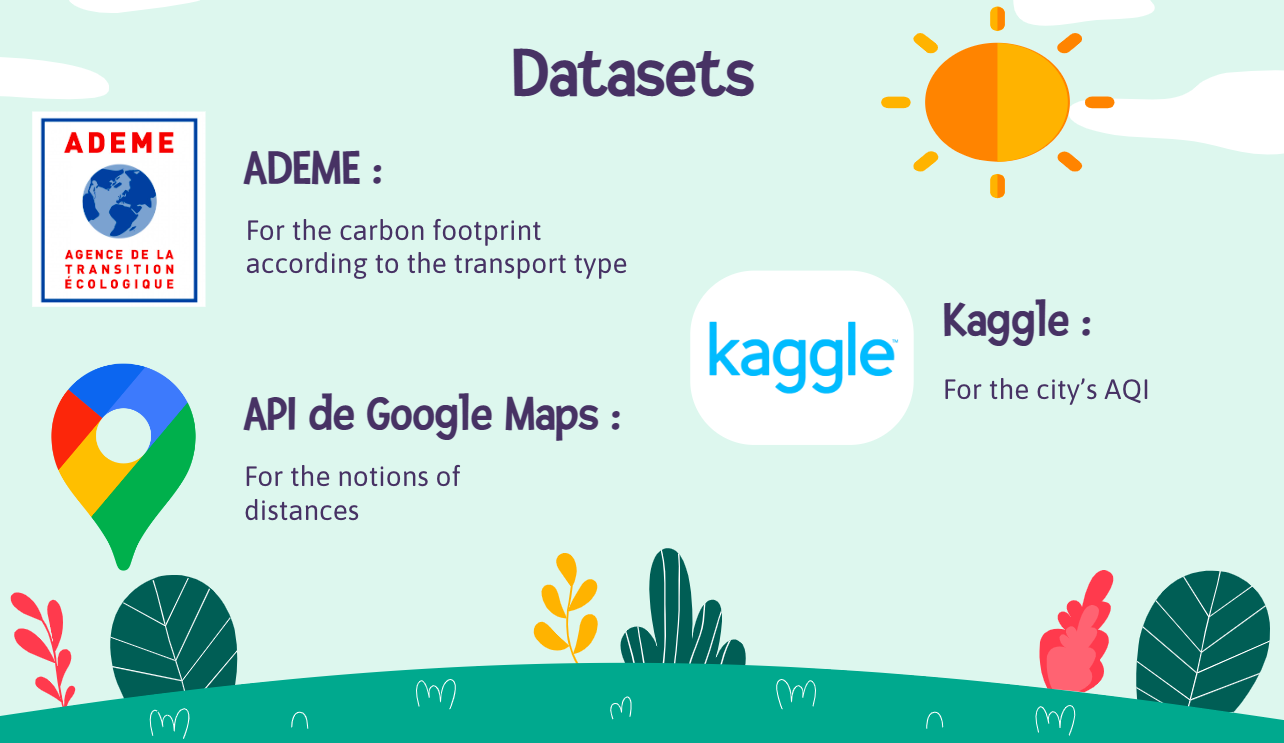 Datasets
ADEME
AGENCE DE LA
TRANSITION
ÉCOLOGIQUE
ADEME :
For the carbon footprint
according to the transport type
kaggle™
Kaggle :
For the city’s AQI
API de Google Maps :
For the notions of
distances